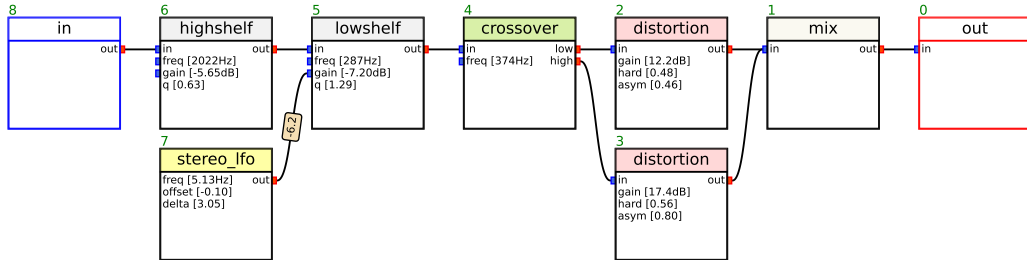 8
in
out
6
highshelf
in
out
freq [2022Hz]
gain [-5.65dB]
q [0.63]
5
lowshelf
in
out
freq [287Hz]
gain [-7.20dB]
q [1.29]
4
crossover
in
low
freq [374Hz]
high
2
distortion
in
out
gain [12.2dB]
hard [0.48]
asym [0.46]
1
mix
in
out
0
out
in
-6.2
7
stereo_lfo
freq [5.13Hz]
out
offset [-0.10]
delta [3.05]
3
distortion
in
out
gain [17.4dB]
hard [0.56]
asym [0.80]